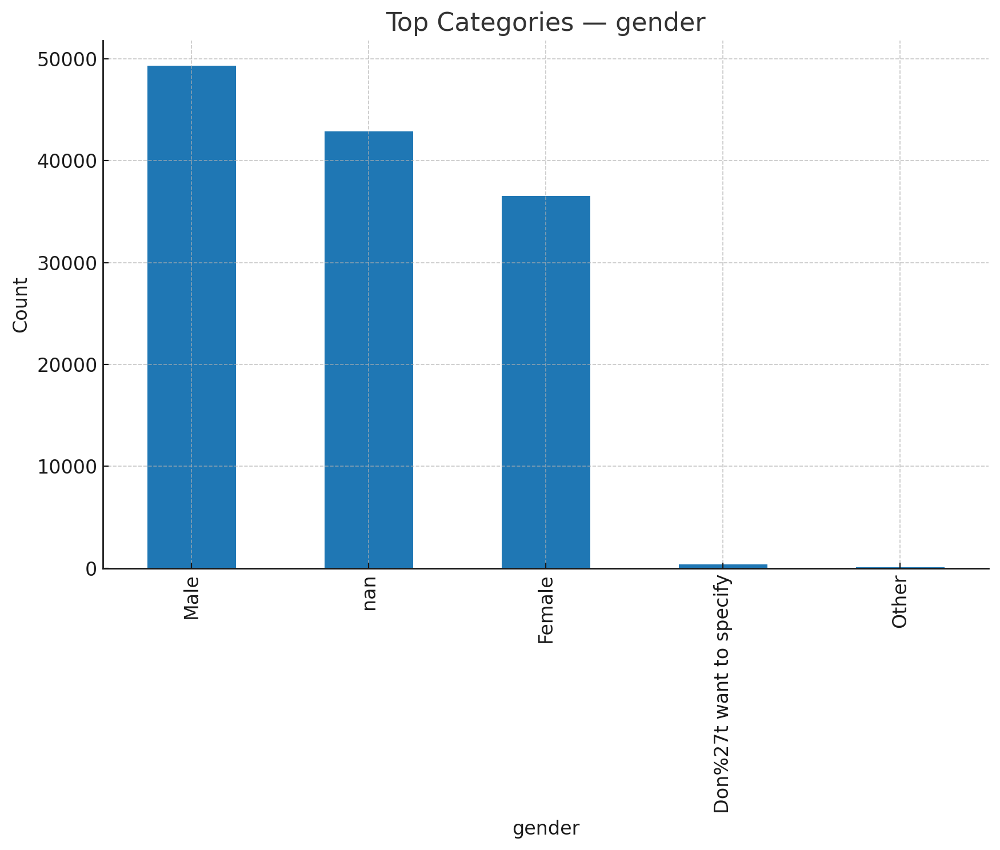 Top Categories — gender
50000
40000
30000
20000
10000
0
Count
Male
nan
Female
Don%27t want to specify
Other
gender